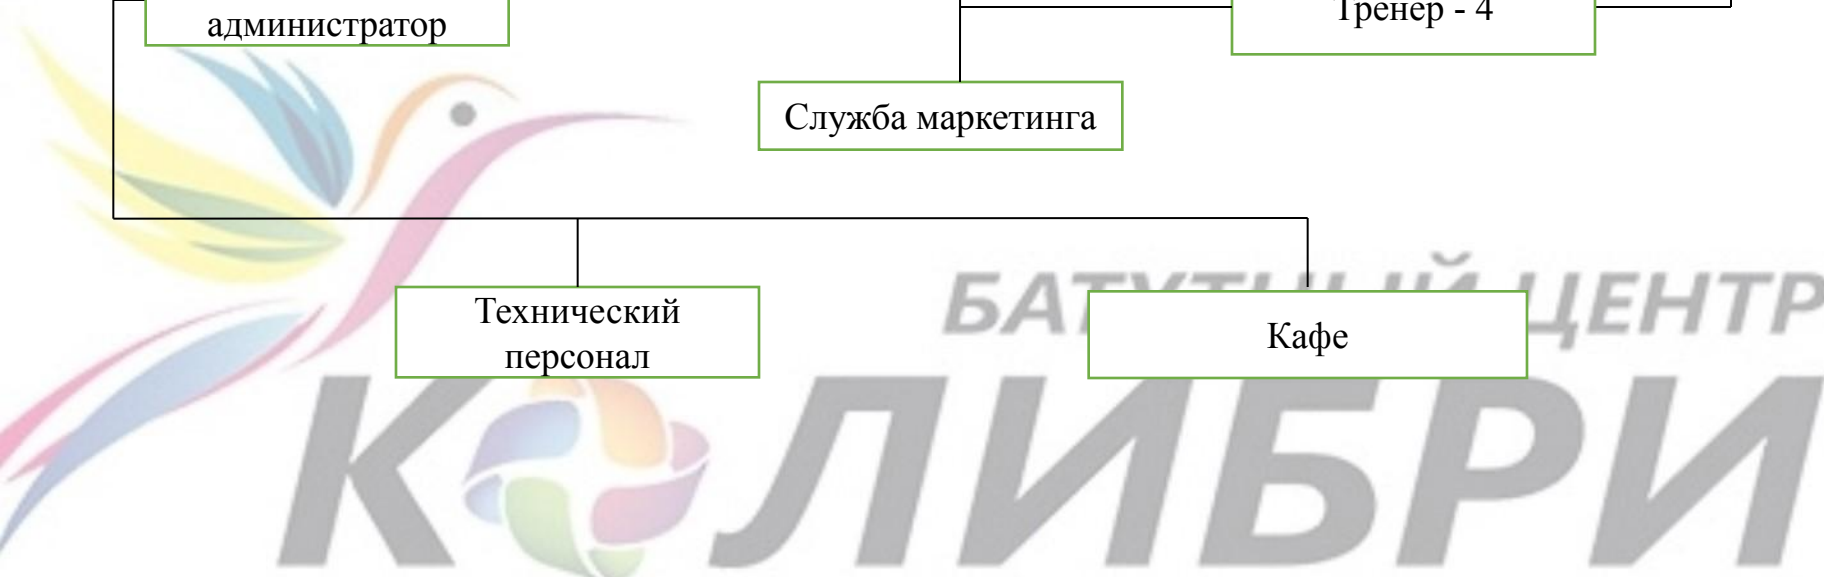 администратор
Тренер - 4
Служба маркетинга
Технический
персонал
Кафе
БАТУТНЫЙ ЦЕНТР
КОЛИБРИ